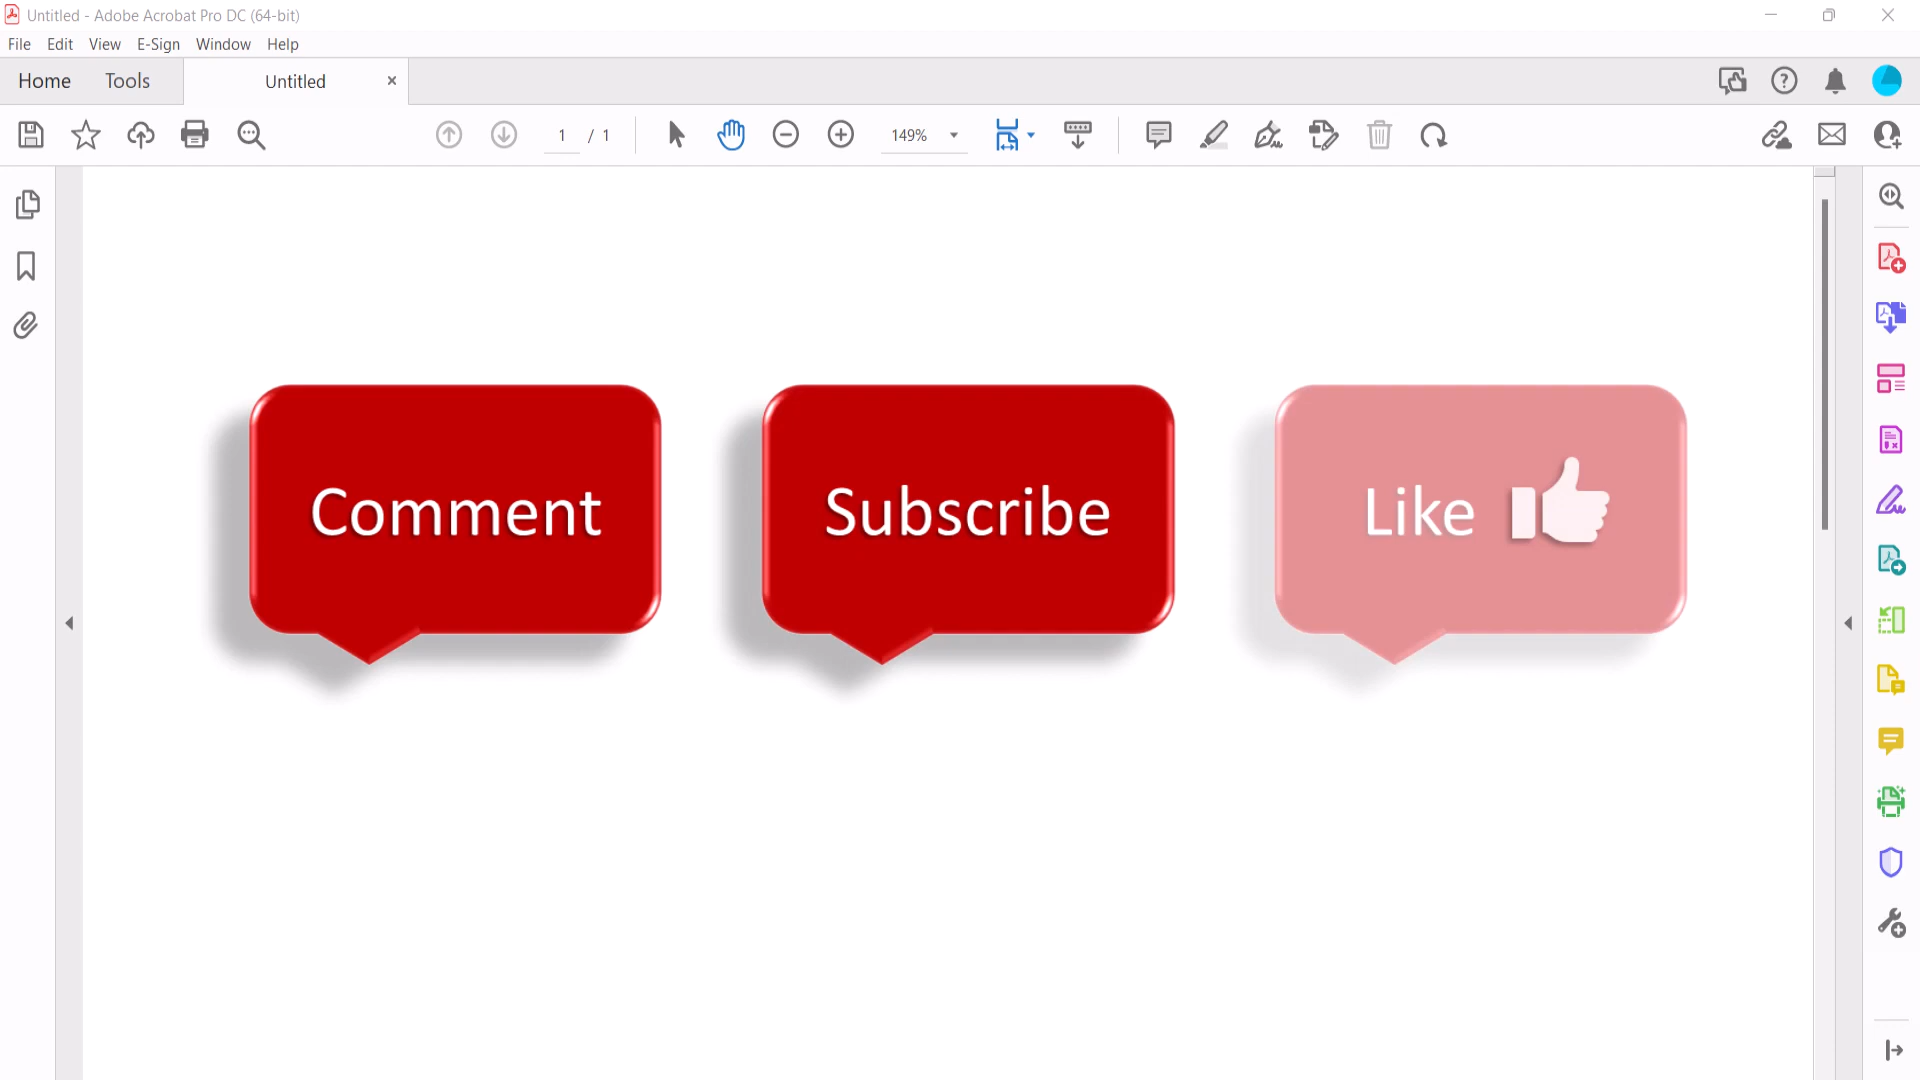 Untitled - Adobe Acrobat Pro DC (64-bit)
File Edit View E-Sign Window Help
Home Tools Untitled
1 / 1 149%
Comment Subscribe Like